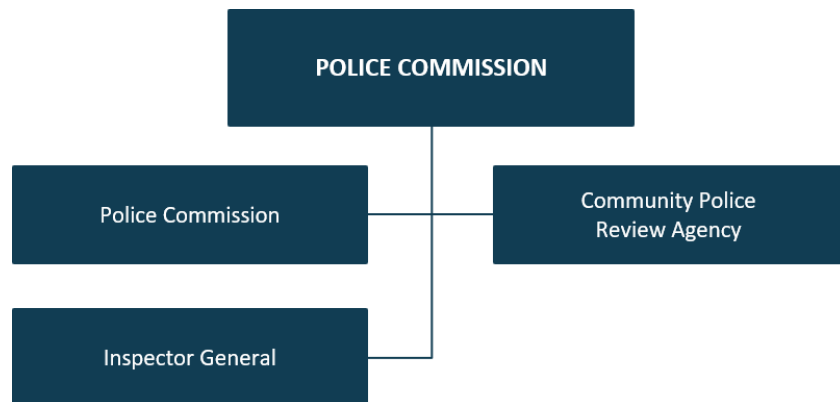 POLICE COMMISSION
Police Commission
Community Police
Review Agency
Inspector General